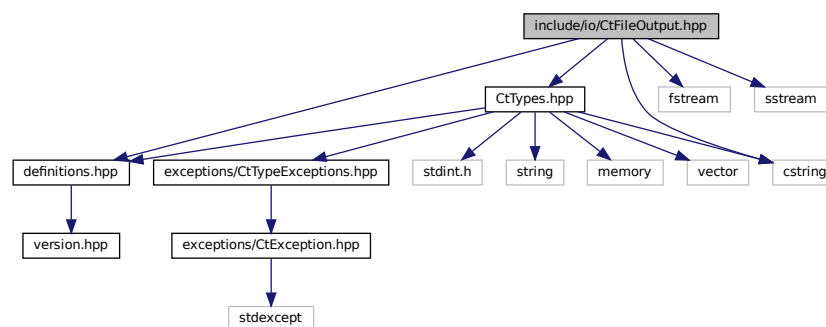 include/io/CtFileOutput.hpp
CtTypes.hpp
fstream
sstream
definitions.hpp
exceptions/CtTypeExceptions.hpp
stdint.h
string
memory
vector
cstring
version.hpp
exceptions/CtException.hpp
stdexcept